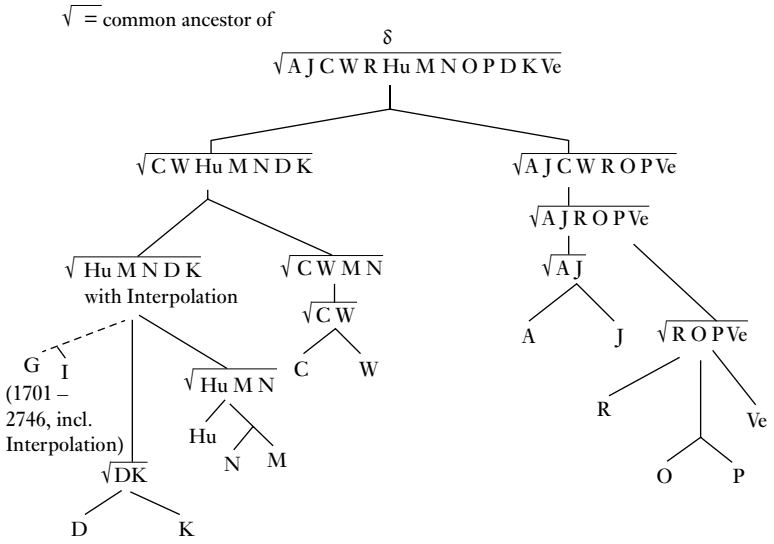 √ = common ancestor of
δ
√A J C W R Hu M N O P D K Ve
√C W Hu M N D K
√A J C W R O P Ve
√A J R O P Ve
√Hu M N D K
with Interpolation
√C W M N
√A J
√C W
A
J
√R O P Ve
G
I
(1701 –
2746, incl.
Interpolation)
√Hu M N
C
W
R
Ve
Hu
N
M
√DK
O
P
D
K